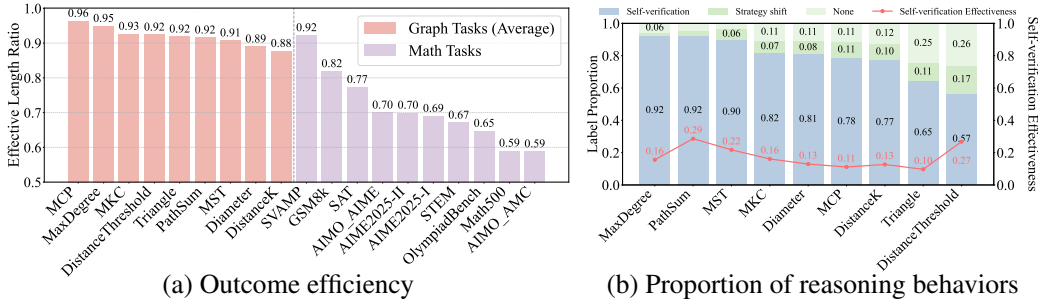 Effective Length Ratio
1.0
0.9
0.8
0.7
0.6
0.5
0.96 0.95 0.93 0.92 0.92 0.92 0.91 0.89 0.88 0.92 0.82 0.77 0.70 0.70 0.69 0.67 0.65 0.59 0.59
Graph Tasks (Average)
Math Tasks
MCP
MaxDegree
MKC
DistanceThreshold
Triangle
PathSum
MST
Diameter
DistanceK
SVAMP
GSM8k
SAT
AIMO_AIME
AIME2025-II
AIME2025-I
STEM
OlympiadBench
Math500
AIMO_AMC
(a) Outcome efficiency
Self-verification Strategy shift None Self-verification Effectiveness
Label Proportion
1.0
0.8
0.6
0.4
0.2
0.0
0.06 0.06 0.11 0.11 0.11 0.12 0.25 0.26
0.07 0.08 0.11 0.10 0.11 0.17
0.92 0.92 0.90 0.82 0.81 0.78 0.77 0.65 0.57
0.16 0.29 0.22 0.16 0.13 0.11 0.13 0.10 0.27
1.0
0.8
0.6
0.4
0.2
0.0
Self-verification Effectiveness
MaxDegree
PathSum
MST
MKC
Diameter
MCP
DistanceK
Triangle
DistanceThreshold
(b) Proportion of reasoning behaviors